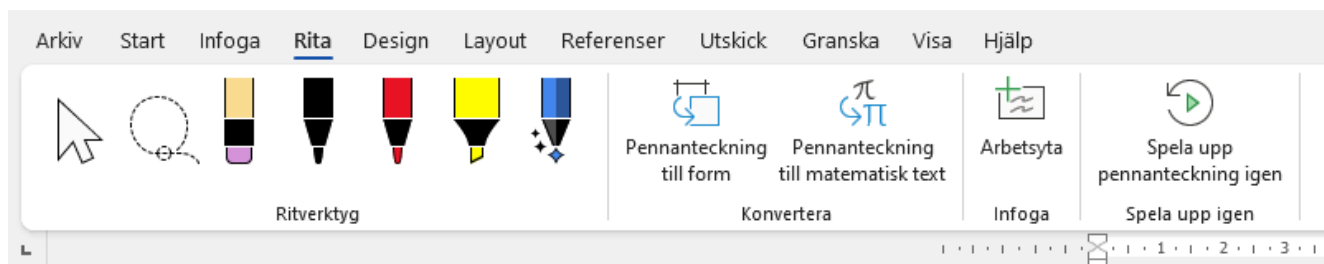 Arkiv Start Infoga Rita Design Layout Referenser Utskick Granska Visa Hjälp
Pennanteckning till form
Pennanteckning till matematisk text
Arbetsyta
Spela upp pennanteckning igen
Ritverktyg Konvertera Infoga Spela upp igen
1 2 3